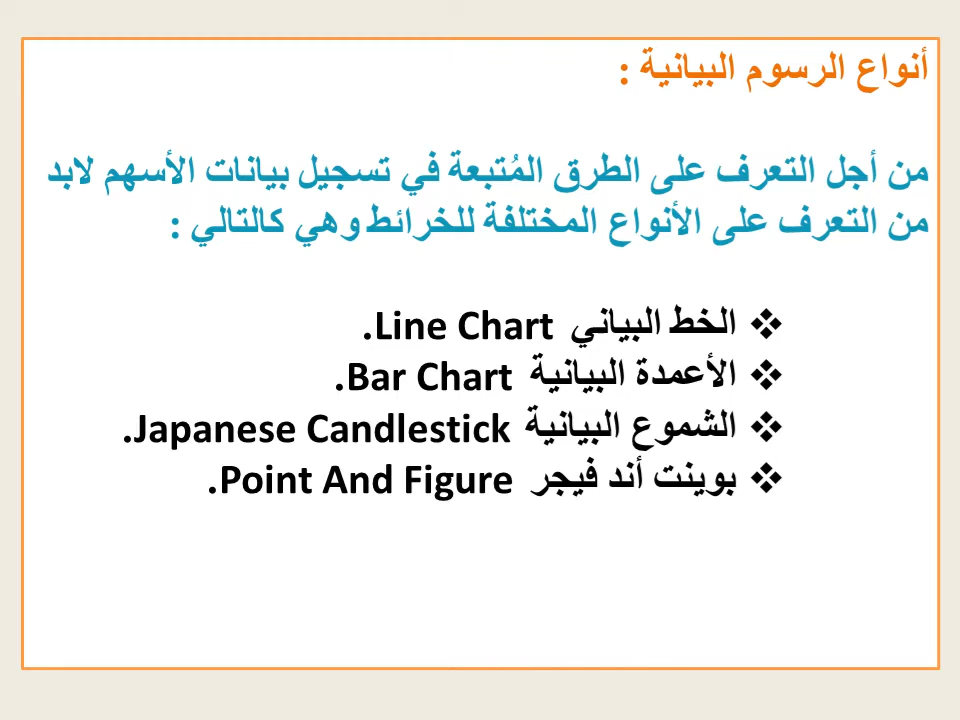 أنواع الرسوم البيانية :
من أجل التعرف على الطرق المُتبعة في تسجيل بيانات الأسهم لابد
من التعرف على الأنواع المختلفة للخرائط وهي كالتالي :
❖ الخط البياني Line Chart.
❖ الأعمدة البيانية Bar Chart.
❖ الشموع البيانية Japanese Candlestick.
❖ بوينت أند فيجر Point And Figure.